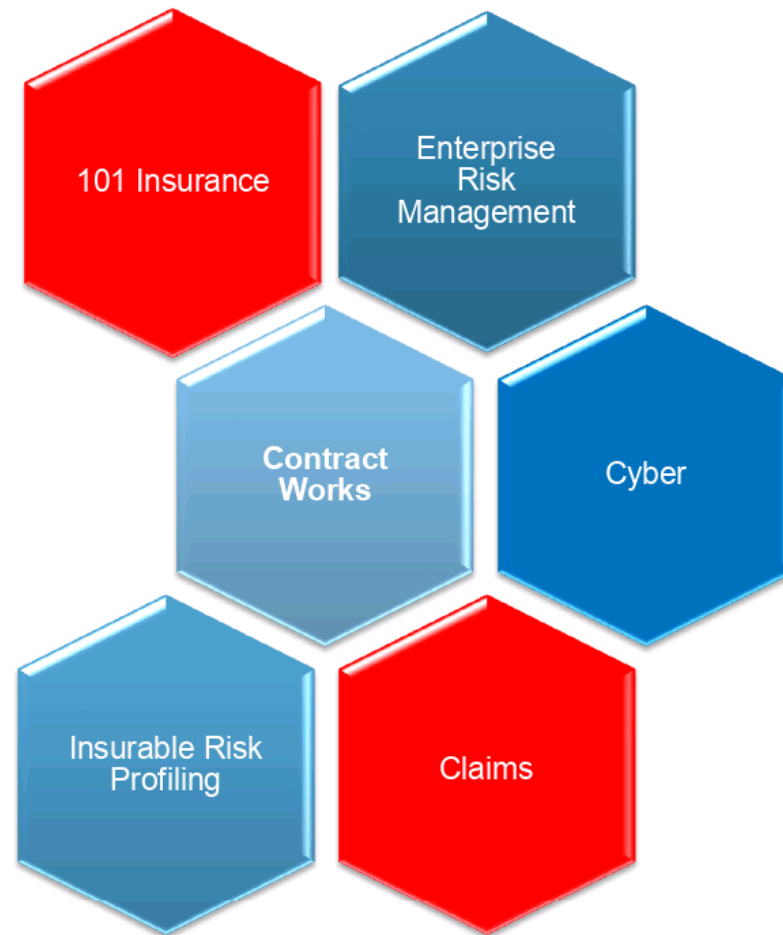 101 Insurance
Enterprise
Risk
Management
Contract
Works
Cyber
Insurable Risk
Profiling
Claims